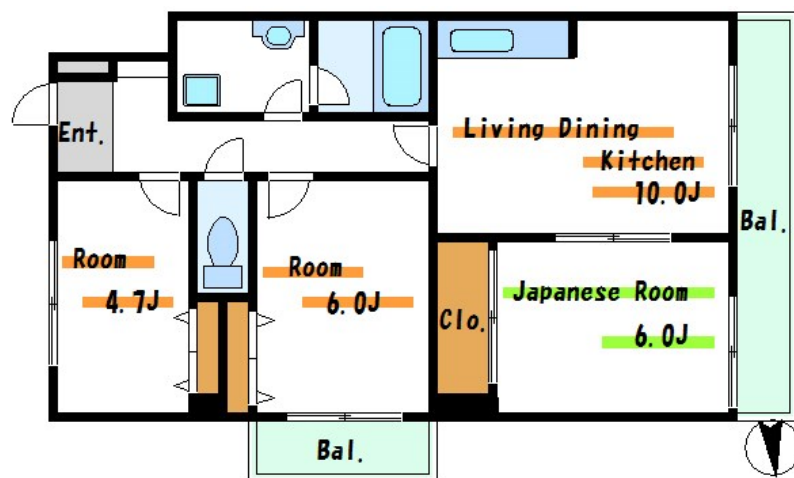 Ent.
Living Dining
Kitchen
10.0J
Bal.
Room
4.7J
Room
6.0J
Clo.
Japanese Room
6.0J
Bal.